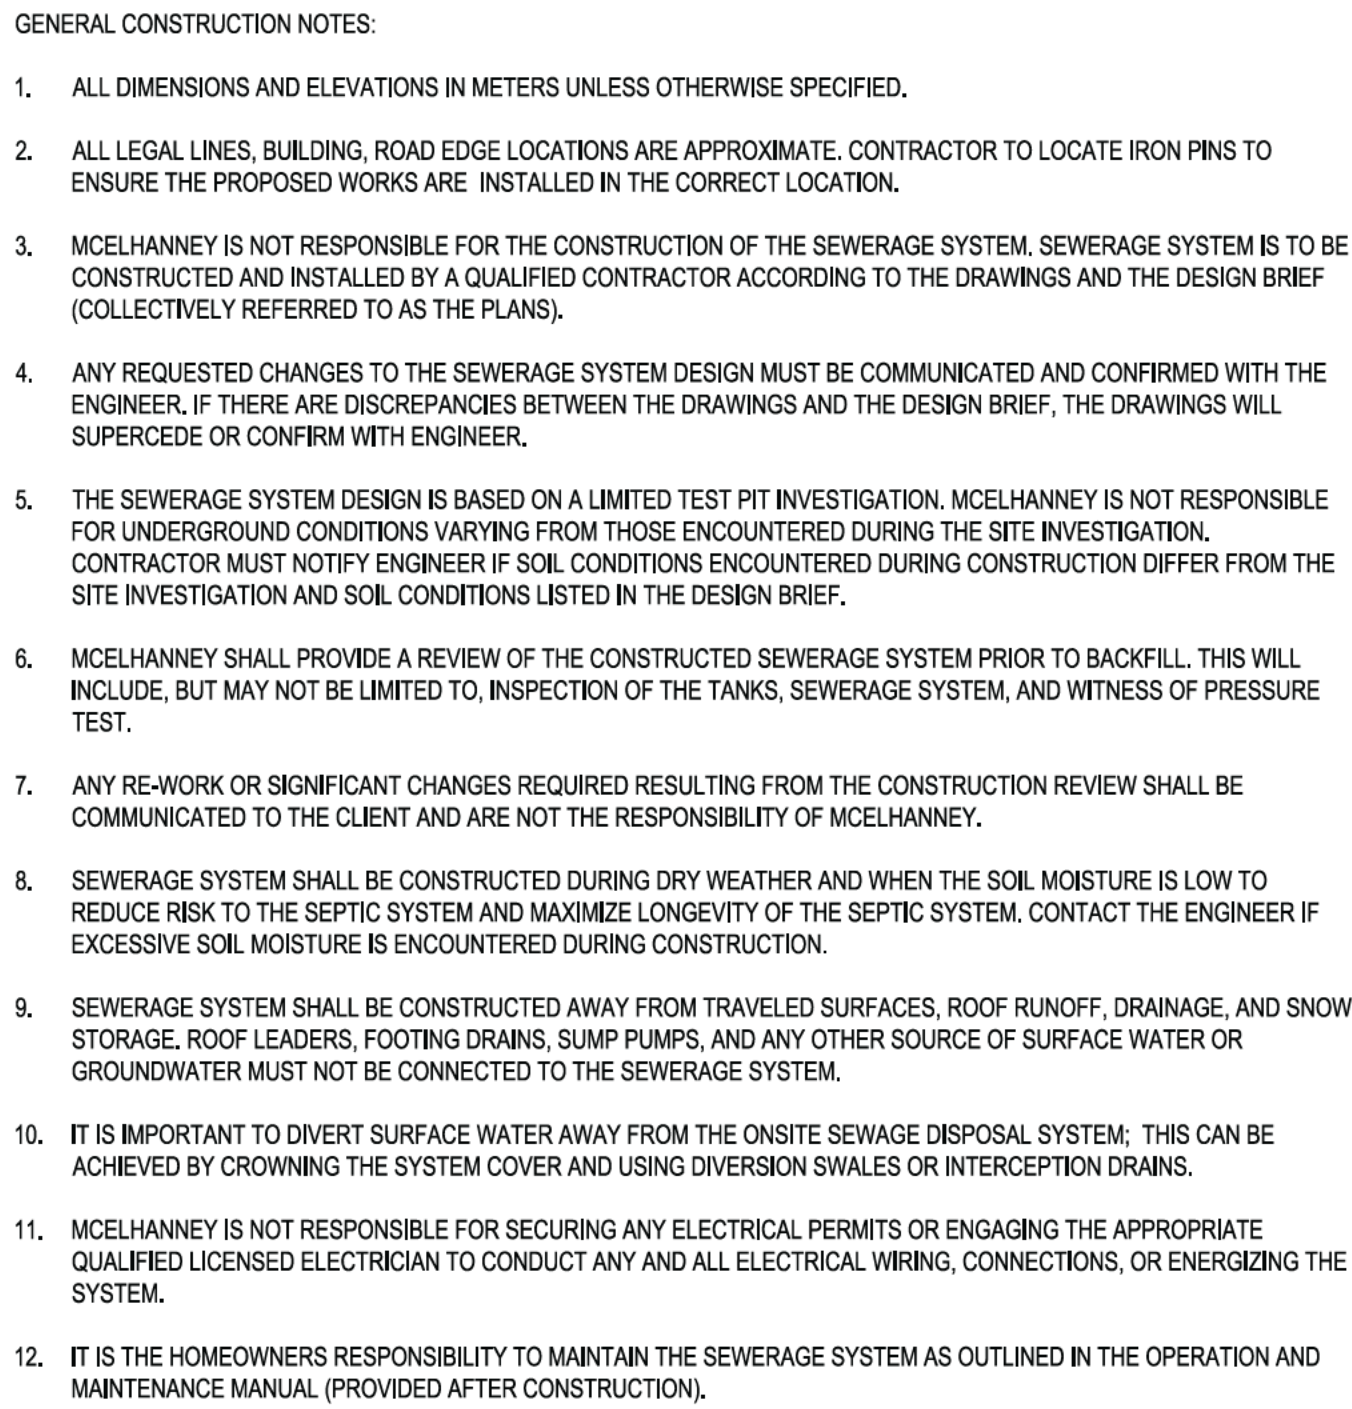 GENERAL CONSTRUCTION NOTES:
1. ALL DIMENSIONS AND ELEVATIONS IN METERS UNLESS OTHERWISE SPECIFIED.
2. ALL LEGAL LINES, BUILDING, ROAD EDGE LOCATIONS ARE APPROXIMATE. CONTRACTOR TO LOCATE IRON PINS TO
ENSURE THE PROPOSED WORKS ARE INSTALLED IN THE CORRECT LOCATION.
3. MCELHANNEY IS NOT RESPONSIBLE FOR THE CONSTRUCTION OF THE SEWERAGE SYSTEM. SEWERAGE SYSTEM IS TO BE
CONSTRUCTED AND INSTALLED BY A QUALIFIED CONTRACTOR ACCORDING TO THE DRAWINGS AND THE DESIGN BRIEF
(COLLECTIVELY REFERRED TO AS THE PLANS).
4. ANY REQUESTED CHANGES TO THE SEWERAGE SYSTEM DESIGN MUST BE COMMUNICATED AND CONFIRMED WITH THE
ENGINEER. IF THERE ARE DISCREPANCIES BETWEEN THE DRAWINGS AND THE DESIGN BRIEF, THE DRAWINGS WILL
SUPERCEDE OR CONFIRM WITH ENGINEER.
5. THE SEWERAGE SYSTEM DESIGN IS BASED ON A LIMITED TEST PIT INVESTIGATION. MCELHANNEY IS NOT RESPONSIBLE
FOR UNDERGROUND CONDITIONS VARYING FROM THOSE ENCOUNTERED DURING THE SITE INVESTIGATION.
CONTRACTOR MUST NOTIFY ENGINEER IF SOIL CONDITIONS ENCOUNTERED DURING CONSTRUCTION DIFFER FROM THE
SITE INVESTIGATION AND SOIL CONDITIONS LISTED IN THE DESIGN BRIEF.
6. MCELHANNEY SHALL PROVIDE A REVIEW OF THE CONSTRUCTED SEWERAGE SYSTEM PRIOR TO BACKFILL. THIS WILL
INCLUDE, BUT MAY NOT BE LIMITED TO, INSPECTION OF THE TANKS, SEWERAGE SYSTEM, AND WITNESS OF PRESSURE
TEST.
7. ANY RE-WORK OR SIGNIFICANT CHANGES REQUIRED RESULTING FROM THE CONSTRUCTION REVIEW SHALL BE
COMMUNICATED TO THE CLIENT AND ARE NOT THE RESPONSIBILITY OF MCELHANNEY.
8. SEWERAGE SYSTEM SHALL BE CONSTRUCTED DURING DRY WEATHER AND WHEN THE SOIL MOISTURE IS LOW TO
REDUCE RISK TO THE SEPTIC SYSTEM AND MAXIMIZE LONGEVITY OF THE SEPTIC SYSTEM. CONTACT THE ENGINEER IF
EXCESSIVE SOIL MOISTURE IS ENCOUNTERED DURING CONSTRUCTION.
9. SEWERAGE SYSTEM SHALL BE CONSTRUCTED AWAY FROM TRAVELED SURFACES, ROOF RUNOFF, DRAINAGE, AND SNOW
STORAGE. ROOF LEADERS, FOOTING DRAINS, SUMP PUMPS, AND ANY OTHER SOURCE OF SURFACE WATER OR
GROUNDWATER MUST NOT BE CONNECTED TO THE SEWERAGE SYSTEM.
10. IT IS IMPORTANT TO DIVERT SURFACE WATER AWAY FROM THE ONSITE SEWAGE DISPOSAL SYSTEM; THIS CAN BE
ACHIEVED BY CROWNING THE SYSTEM COVER AND USING DIVERSION SWALES OR INTERCEPTION DRAINS.
11. MCELHANNEY IS NOT RESPONSIBLE FOR SECURING ANY ELECTRICAL PERMITS OR ENGAGING THE APPROPRIATE
QUALIFIED LICENSED ELECTRICIAN TO CONDUCT ANY AND ALL ELECTRICAL WIRING, CONNECTIONS, OR ENERGIZING THE
SYSTEM.
12. IT IS THE HOMEOWNERS RESPONSIBILITY TO MAINTAIN THE SEWERAGE SYSTEM AS OUTLINED IN THE OPERATION AND
MAINTENANCE MANUAL (PROVIDED AFTER CONSTRUCTION).